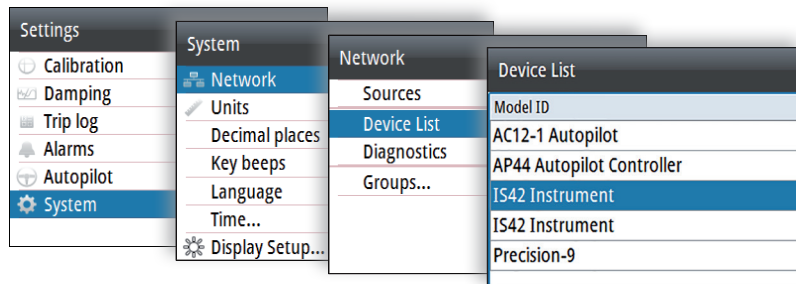 Settings
Calibration
Damping
Trip log
Alarms
Autopilot
System
System
Network
Units
Decimal places
Key beeps
Language
Time...
Display Setup...
Network
Sources
Device List
Diagnostics
Groups...
Device List
Model ID
AC12-1 Autopilot
AP44 Autopilot Controller
IS42 Instrument
IS42 Instrument
Precision-9